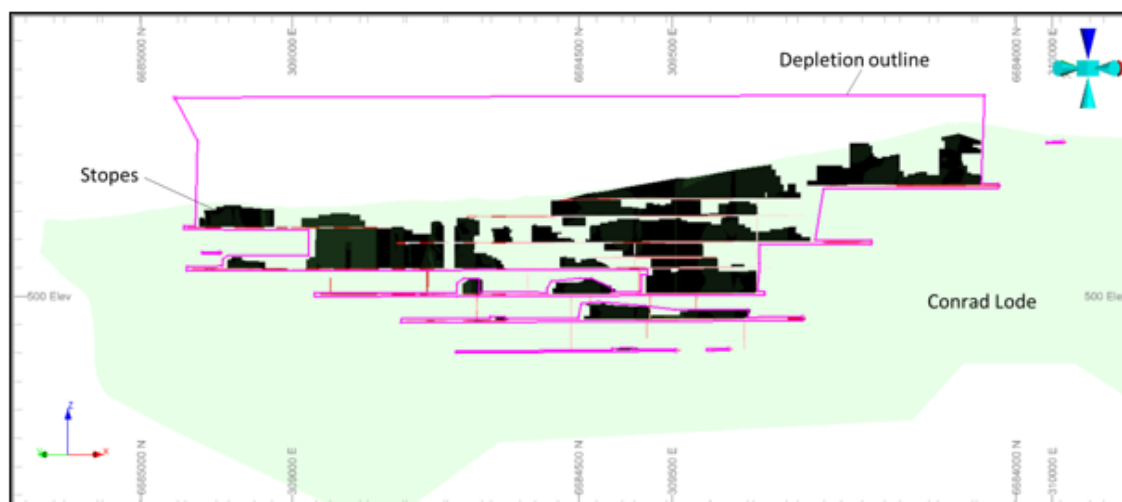 6685000 N
309000 E
6684500 N
309500 E
6684000 N
310000 E
Depletion outline
Stopes
500 Elev
500 Elev
Conrad Lode
Z
Y
X
6685000 N
309000 E
6684500 N
309500 E
6684000 N
310000 E